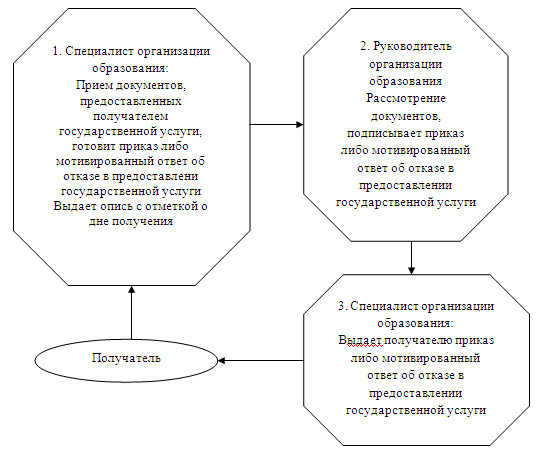 1. Специалист организации
образования:
Прием документов,
предоставленных
получателем
государственной услуги,
готовит приказ либо
мотивированный ответ об
отказе в предоставлени
государственной услуги
Выдает опись с отметкой о
дне получения
2. Руководитель
организации
образования
Рассмотрение
документов,
подписывает приказ
либо мотивированный
ответ об отказе в
предоставлении
государственной услуги
3. Специалист организации
образования:
Выдает получателю приказ
либо мотивированный
ответ об отказе в
предоставлении
государственной услуги
Получатель